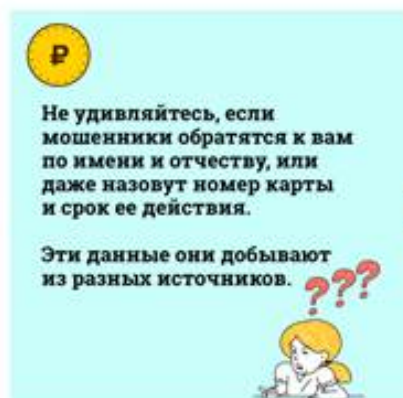 ₽
Не удивляйтесь, если
мошенники обратятся к вам
по имени и отчеству, или
даже назовут номер карты
и срок ее действия.
Эти данные они добывают
из разных источников.
???